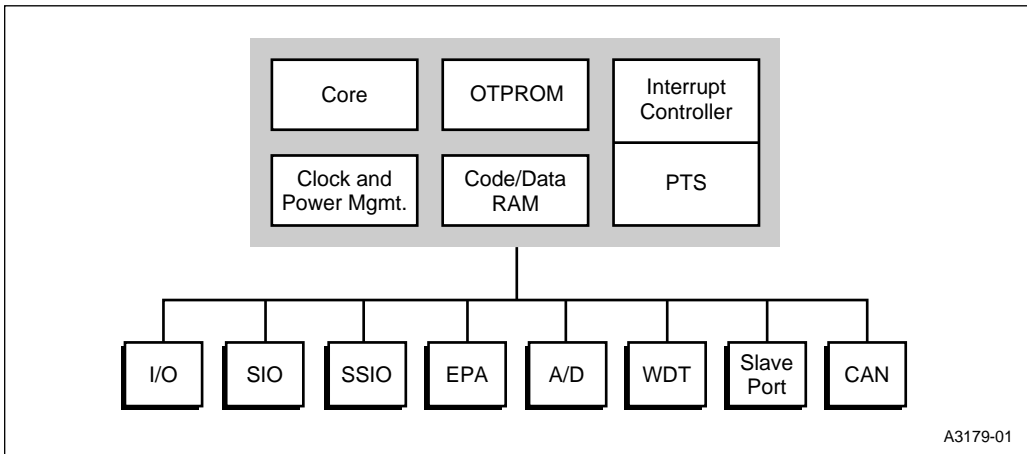 Core
OTPROM
Interrupt
Controller
Clock and
Power Mgmt.
Code/Data
RAM
PTS
I/O
SIO
SSIO
EPA
A/D
WDT
Slave
Port
CAN
A3179-01